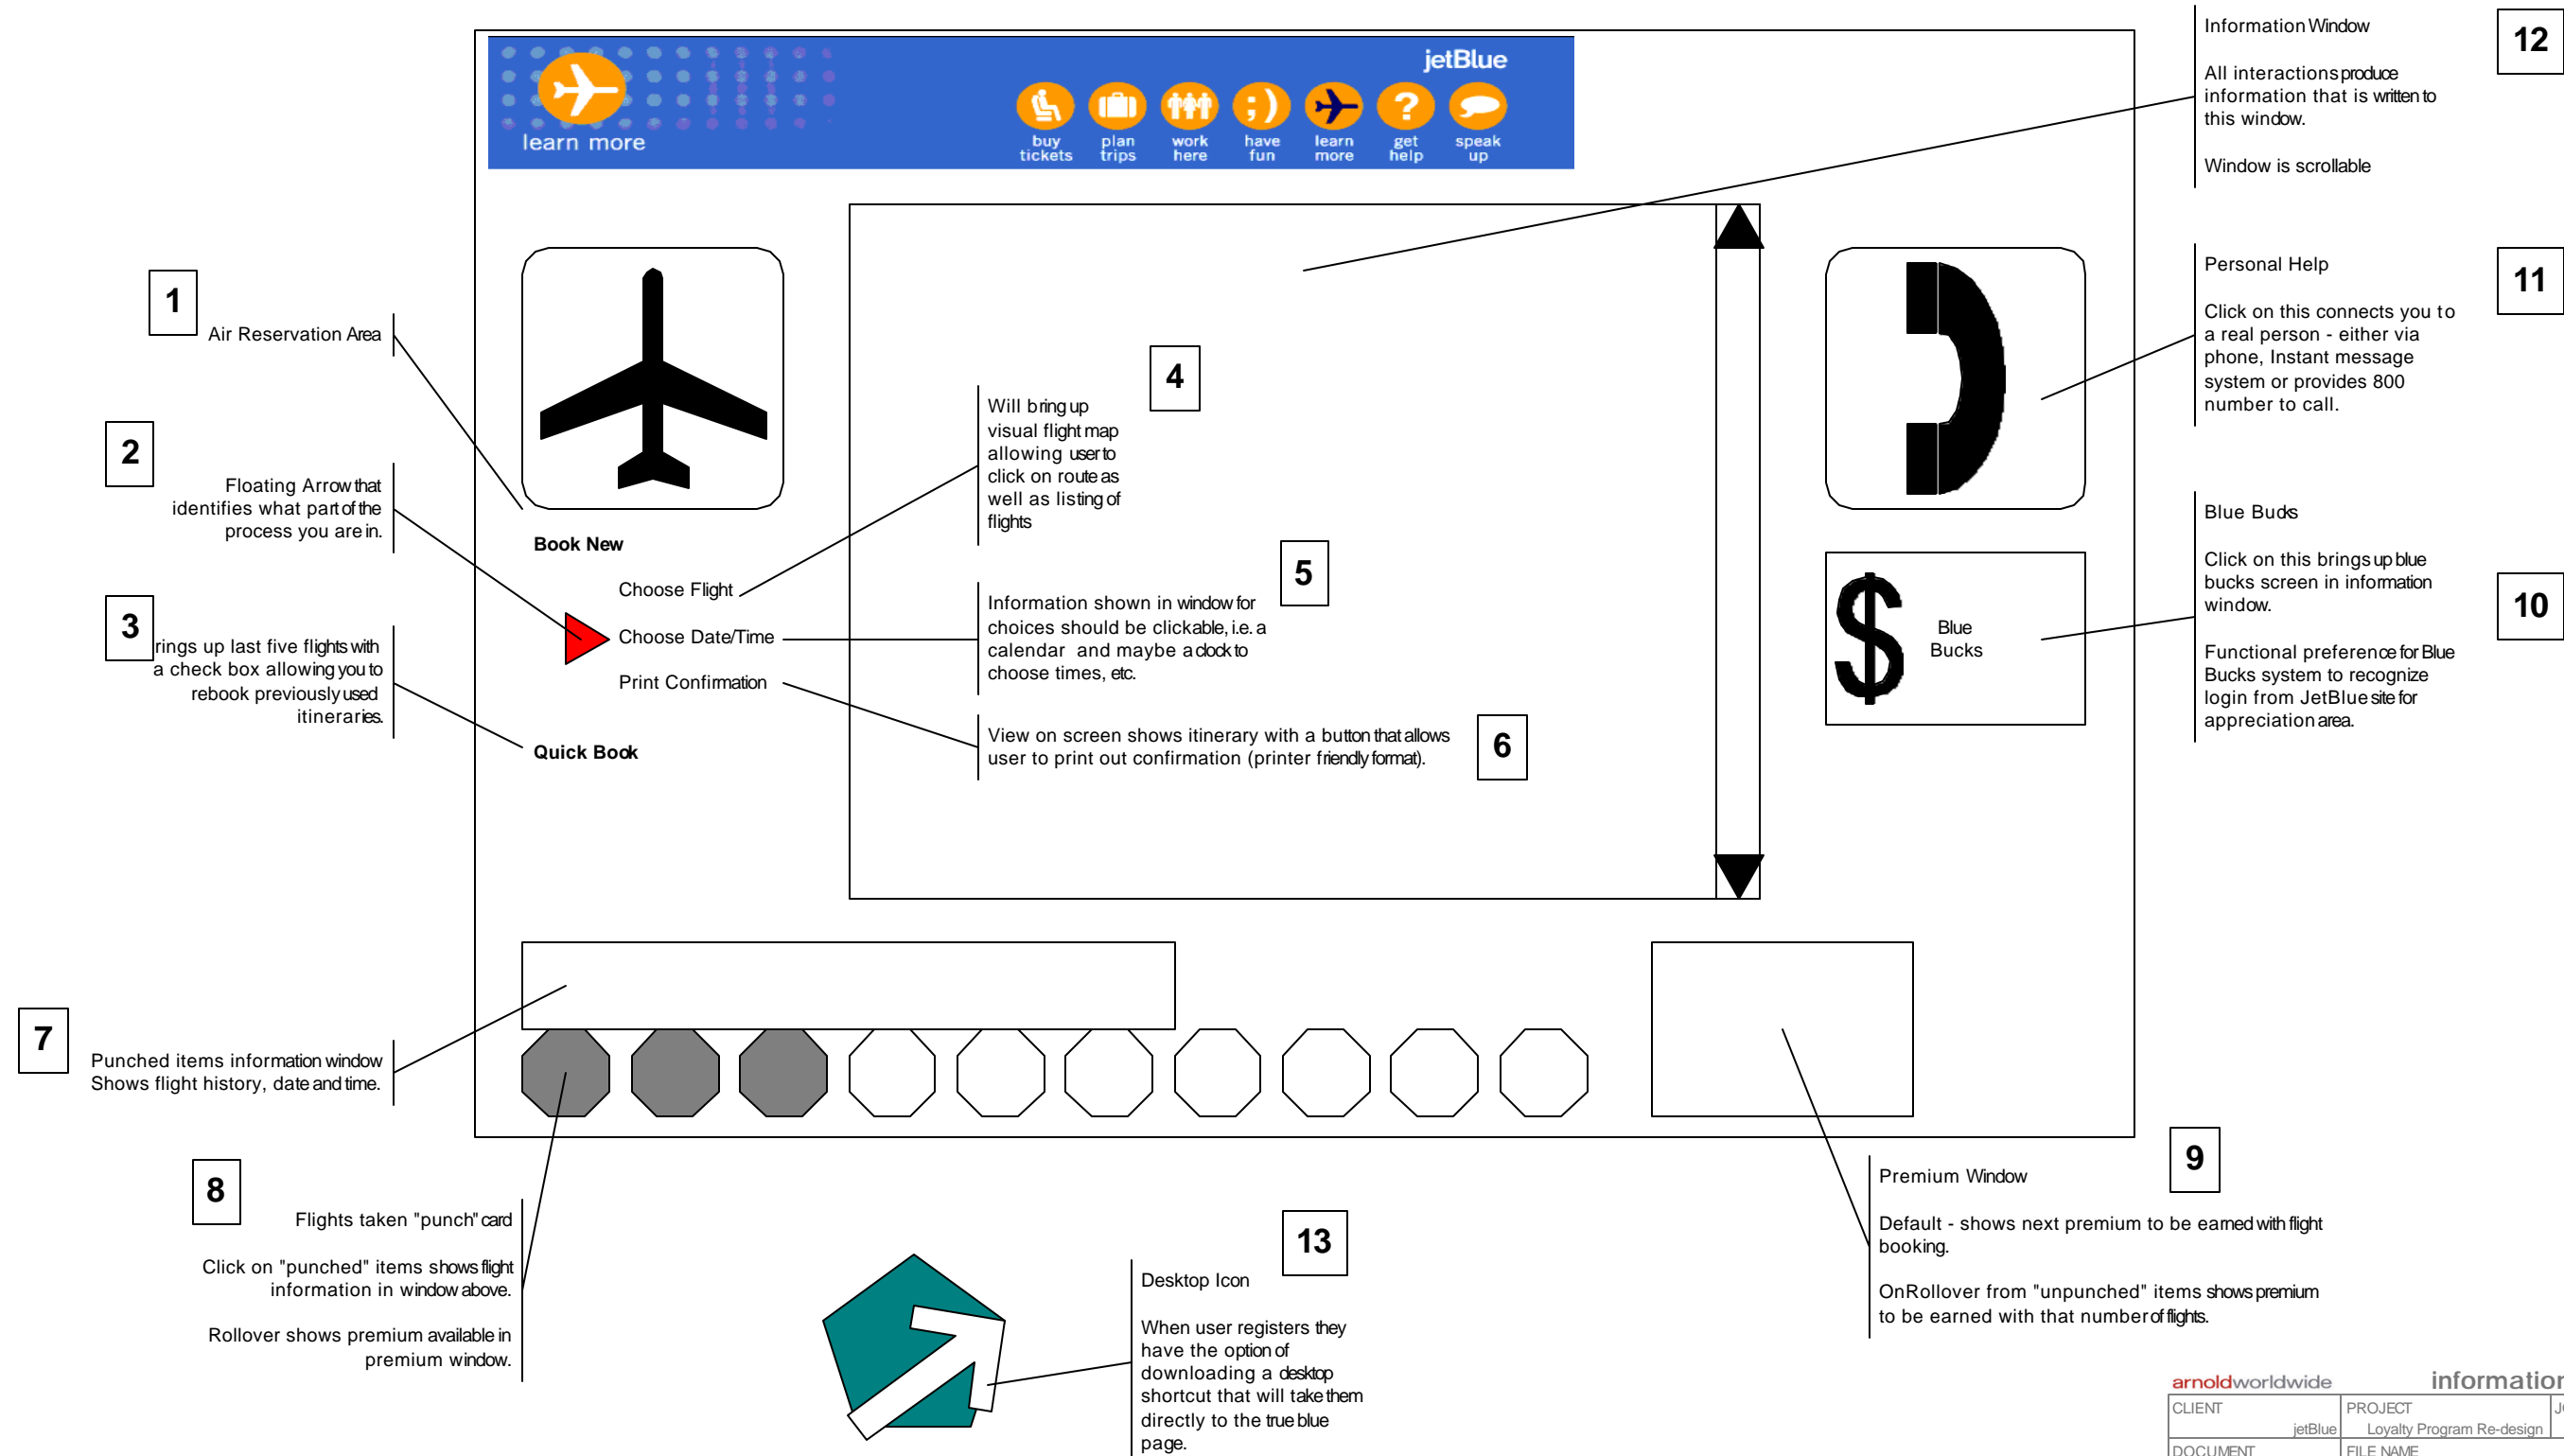 jetBlue
learn more
buy tickets
plan trips
work here
have fun
learn more
get help
speak up
12
Information Window
All interactions produce
information that is written to
this window.
Window is scrollable
1
Air Reservation Area
11
Personal Help
Click on this connects you to
a real person - either via
phone, Instant message
system or provides 800
number to call.
2
Floating Arrow that
identifies what part of the
process you are in.
4
Will bring up
visual flight map
allowing user to
click on route as
well as listing of
flights
Book New
Choose Flight
Choose Date/Time
Print Confirmation
Quick Book
3
rings up last five flights with
a check box allowing you to
rebook previously used
itineraries.
5
Information shown in window for
choices should be clickable, i.e. a
calendar and maybe a clock to
choose times, etc.
6
View on screen shows itinerary with a button that allows
user to print out confirmation (printer friendly format).
$
Blue
Bucks
10
Blue Bucks
Click on this brings up blue
bucks screen in information
window.
Functional preference for Blue
Bucks system to recognize
login from JetBlue site for
appreciation area.
7
Punched items information window
Shows flight history, date and time.
8
Flights taken "punch" card
Click on "punched" items shows flight
information in window above.
Rollover shows premium available in
premium window.
9
Premium Window
Default - shows next premium to be earned with flight
booking.
OnRollover from "unpunched" items shows premium
to be earned with that number of flights.
13
Desktop Icon
When user registers they
have the option of
downloading a desktop
shortcut that will take them
directly to the true blue
page.
arnoldworldwide
information
CLIENT
jetBlue
PROJECT
Loyalty Program Re-design
DOCUMENT
FILE NAME